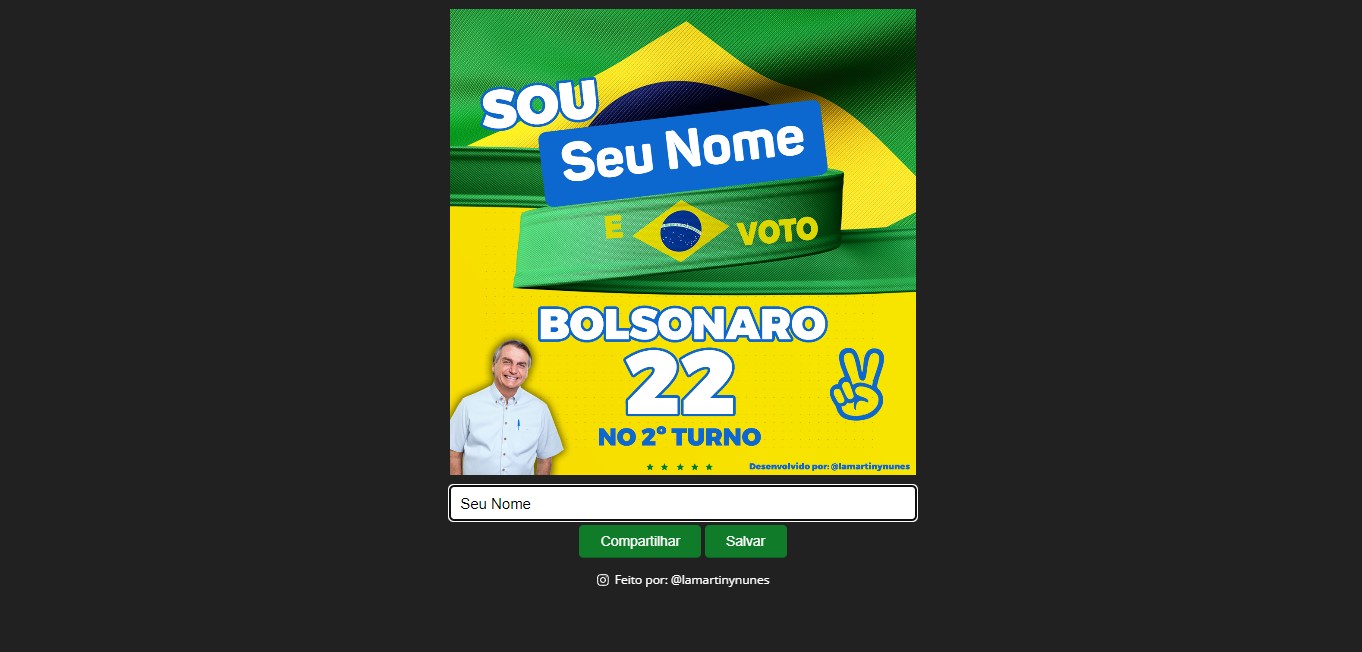 SOU
Seu Nome
E VOTO
BOLSONARO
22
NO 2º TURNO
Desenvolvido por: @lamartinynunes
Seu Nome
Compartilhar
Salvar
Feito por: @lamartinynunes